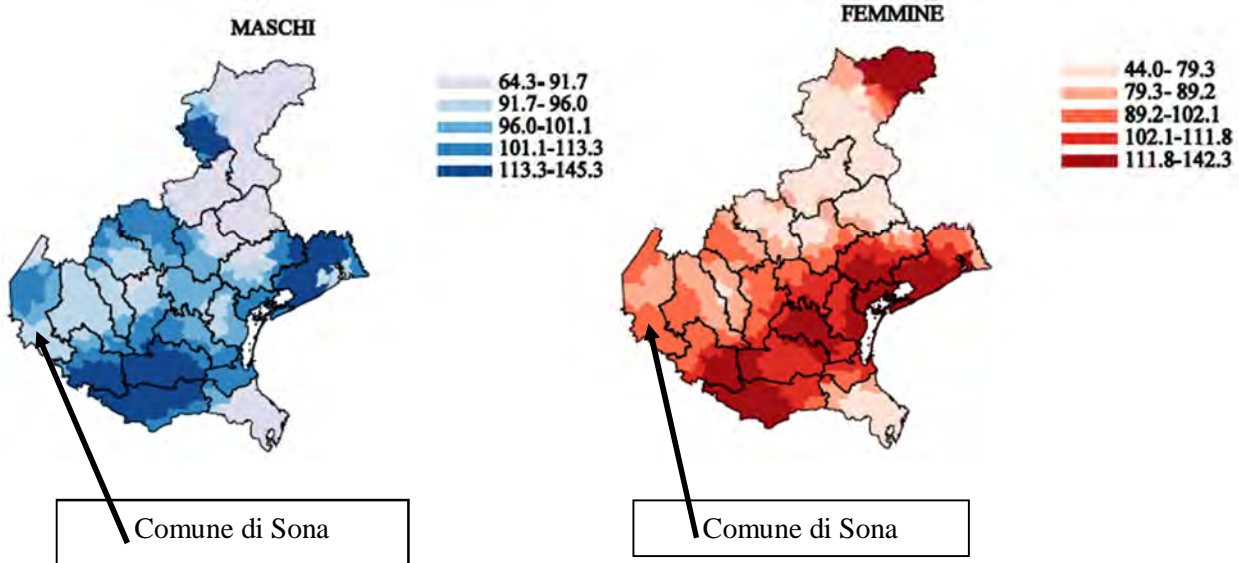 MASCHI
64.3- 91.7
91.7- 96.0
96.0-101.1
101.1-113.3
113.3-145.3
Comune di Sona
FEMMINE
44.0- 79.3
79.3- 89.2
89.2-102.1
102.1-111.8
111.8-142.3
Comune di Sona